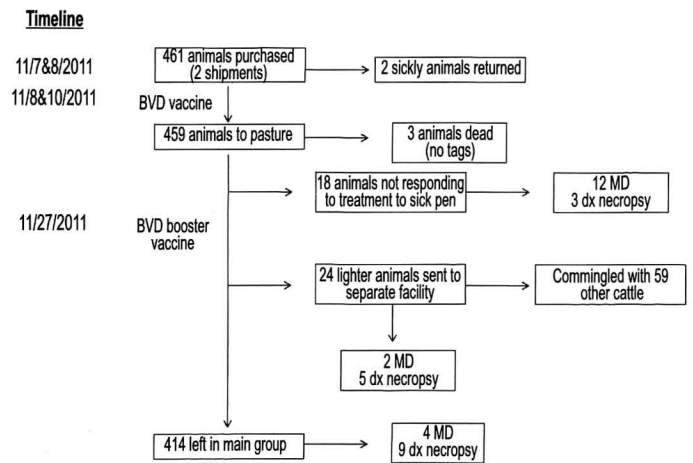 Timeline
11/7&8/2011
461 animals purchased
(2 shipments)
2 sickly animals returned
11/8&10/2011
BVD vaccine
459 animals to pasture
3 animals dead
(no tags)
18 animals not responding
to treatment to sick pen
12 MD
3 dx necropsy
11/27/2011
BVD booster
vaccine
24 lighter animals sent to
separate facility
Commingled with 59
other cattle
2 MD
5 dx necropsy
414 left in main group
4 MD
9 dx necropsy